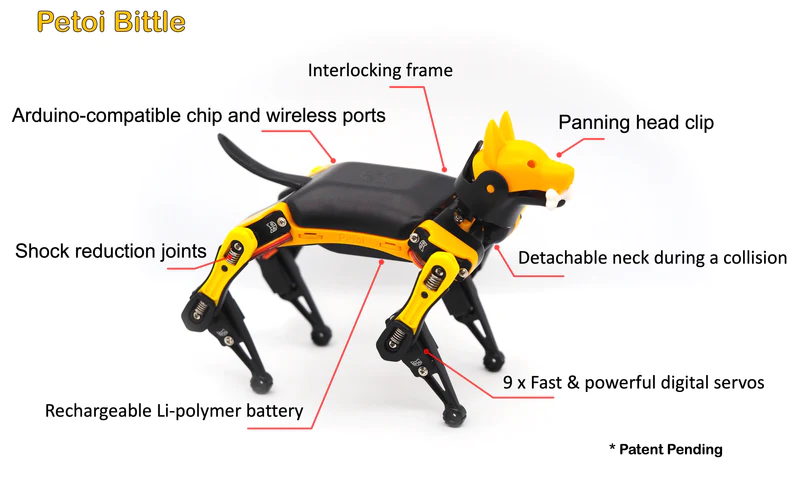 Petoi Bittle
Interlocking frame
Arduino-compatible chip and wireless ports
Panning head clip
Shock reduction joints
Detachable neck during a collision
9 x Fast & powerful digital servos
Rechargeable Li-polymer battery
* Patent Pending